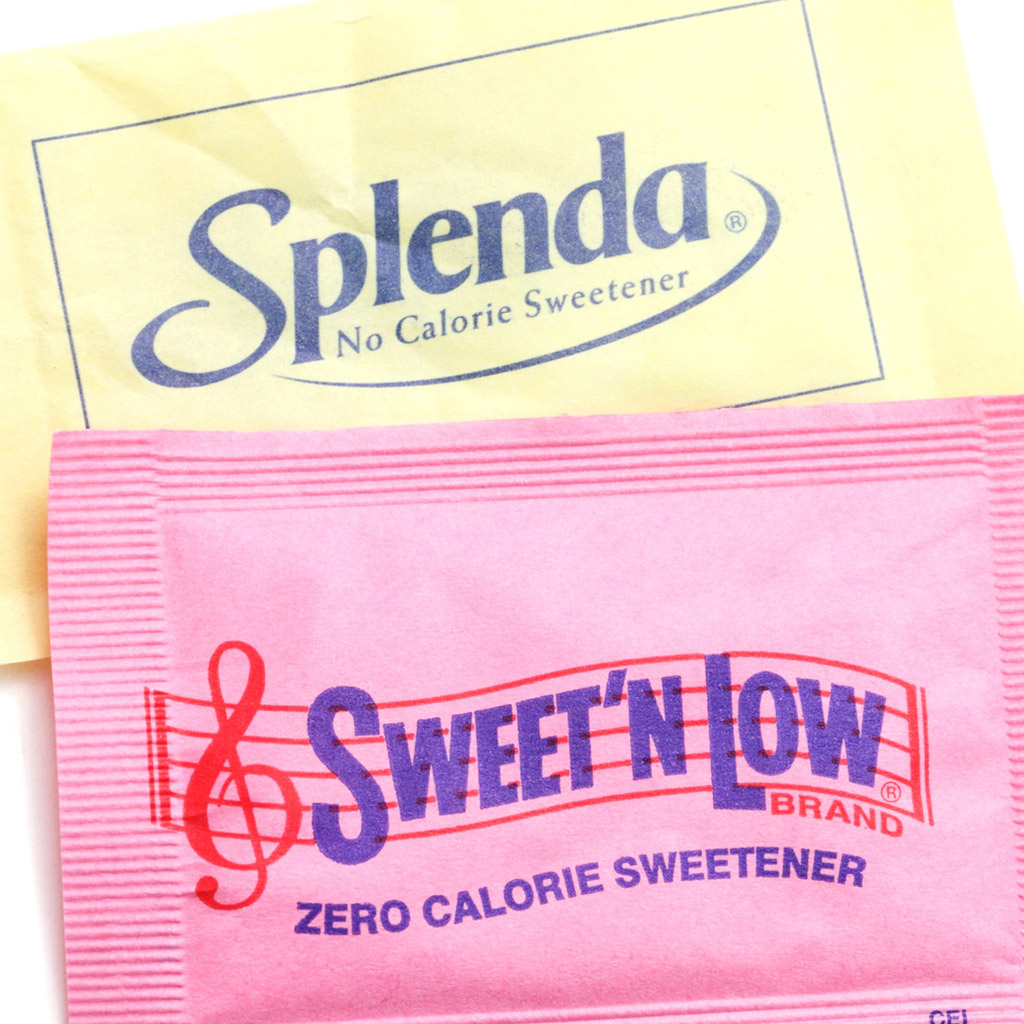 Splenda®
No Calorie Sweetener
SWEET'N LOW®
BRAND
ZERO CALORIE SWEETENER